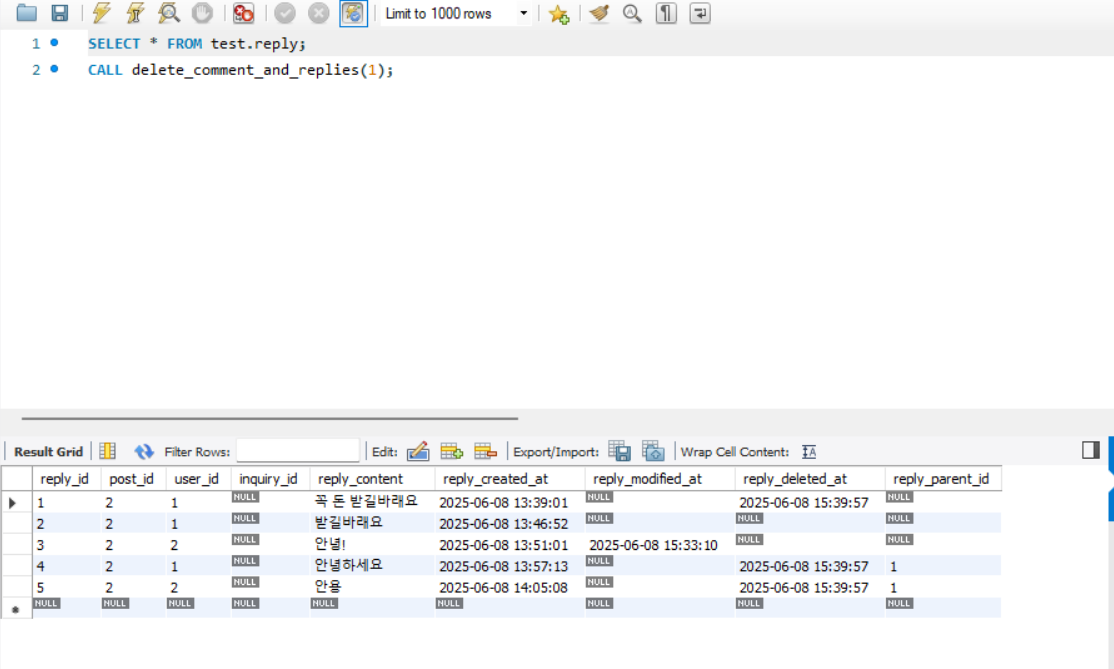 Limit to 1000 rows
1 SELECT * FROM test.reply;
2 CALL delete_comment_and_replies(1);
Result Grid Filter Rows: Edit: Export/Import: Wrap Cell Content:
reply_id post_id user_id inquiry_id reply_content reply_created_at reply_modified_at reply_deleted_at reply_parent_id
1 2 1 NULL 꼭 돈 받길바래요 2025-06-08 13:39:01 NULL 2025-06-08 15:39:57 NULL
2 2 1 NULL 받길바래요 2025-06-08 13:46:52 NULL NULL NULL
3 2 2 NULL 안녕! 2025-06-08 13:51:01 2025-06-08 15:33:10 NULL NULL
4 2 1 NULL 안녕하세요 2025-06-08 13:57:13 NULL 2025-06-08 15:39:57 1
5 2 2 NULL 안용 2025-06-08 14:05:08 NULL 2025-06-08 15:39:57 1
NULL NULL NULL NULL NULL NULL NULL NULL NULL